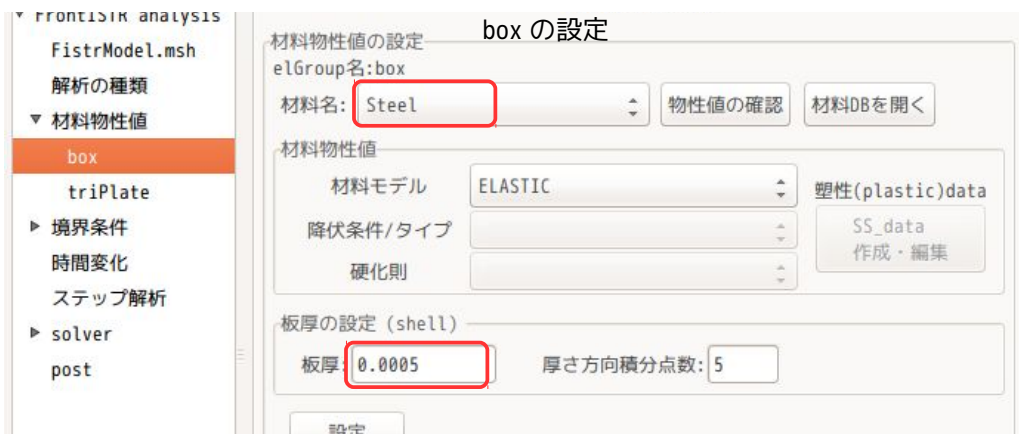 FrontISTR analysis
FistrModel.msh
解析の種類
材料物性値
box
triPlate
境界条件
時間変化
ステップ解析
solver
post
box の設定
材料物性値の設定
elGroup名:box
材料名: Steel 物性値の確認 材料DBを開く
材料物性値
材料モデル ELASTIC 塑性(plastic)data
降伏条件/タイプ SS_data
作成・編集
硬化則
板厚の設定 (shell)
板厚: 0.0005 厚さ方向積分点数: 5
設定